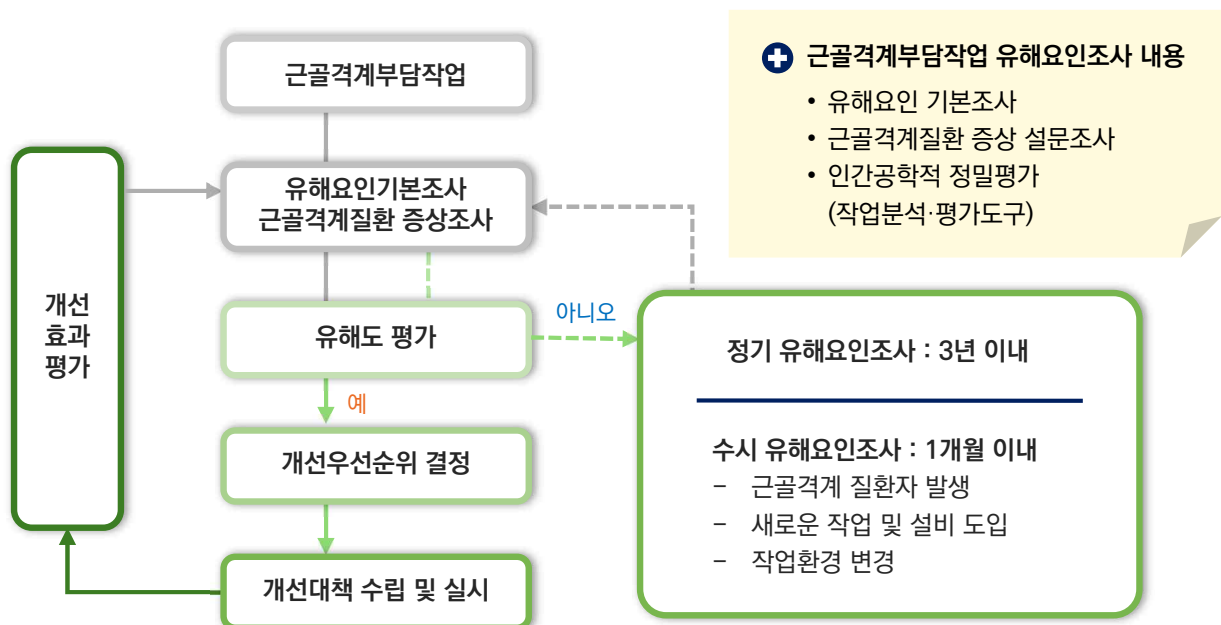 근골격계부담작업
유해요인기본조사
근골격계질환 증상조사
유해도 평가
아니오
예
개선우선순위 결정
개선대책 수립 및 실시
개선
효과
평가
근골격계부담작업 유해요인조사 내용
• 유해요인 기본조사
• 근골격계질환 증상 설문조사
• 인간공학적 정밀평가
(작업분석·평가도구)
정기 유해요인조사 : 3년 이내
수시 유해요인조사 : 1개월 이내
– 근골격계 질환자 발생
– 새로운 작업 및 설비 도입
– 작업환경 변경